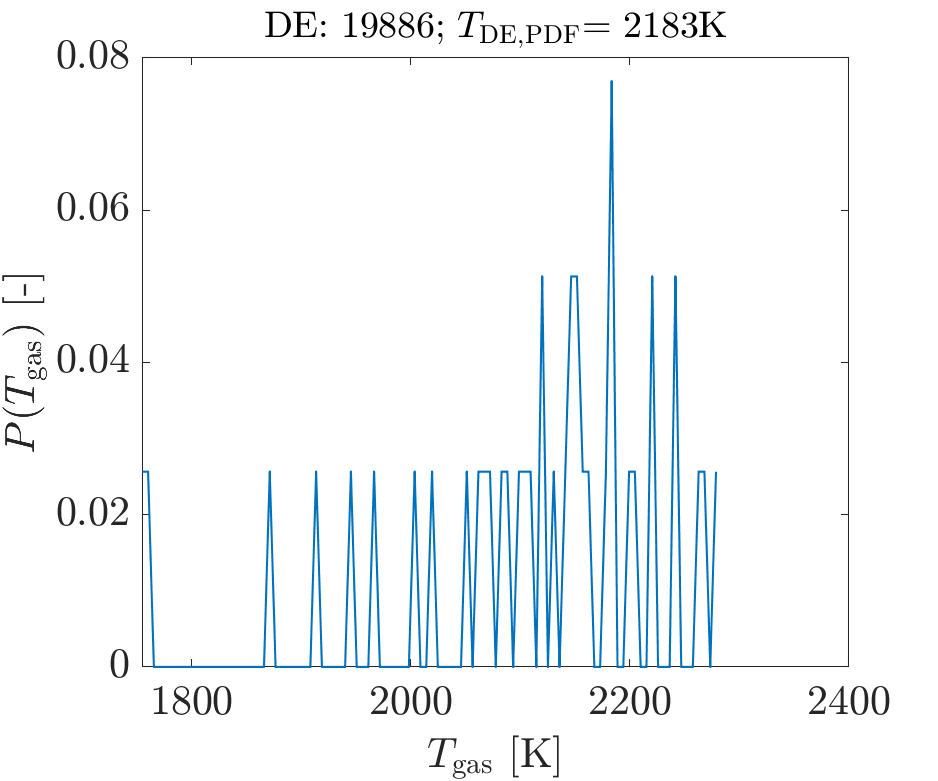 DE: 19886; T_DE,PDF= 2183K
0.08
0.06
0.04
0.02
0
P(T_gas) [-]
1800 2000 2200 2400
T_gas [K]